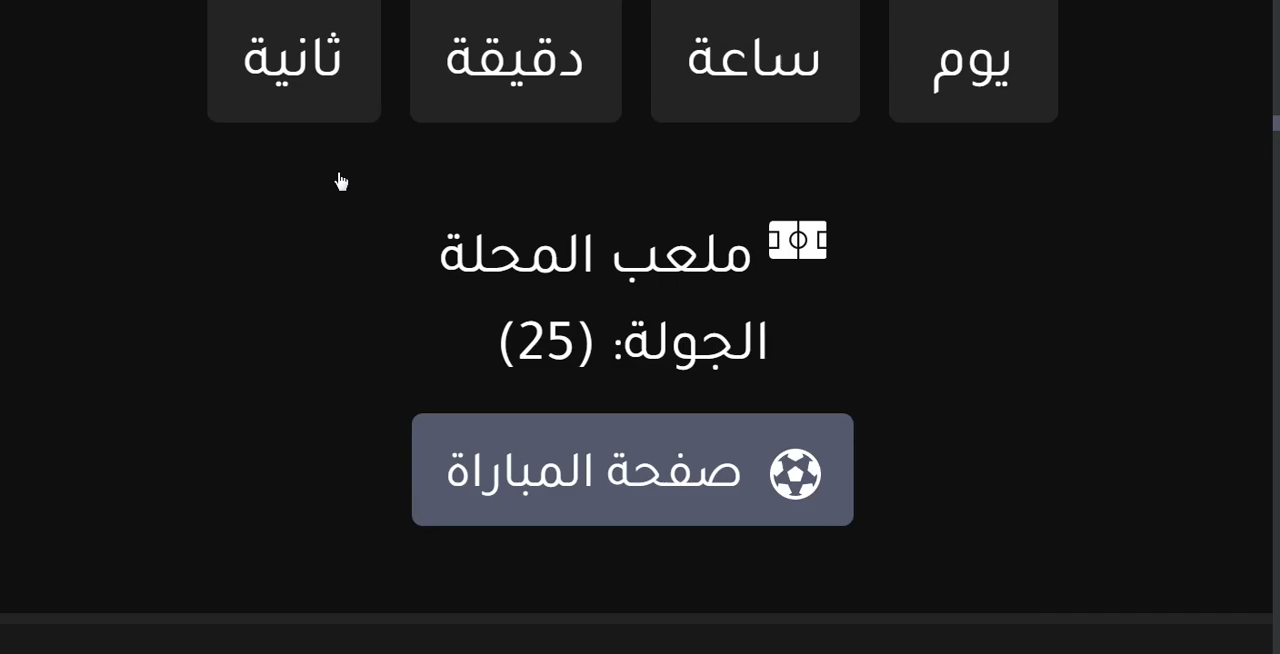 يوم ساعة دقيقة ثانية
ملعب المحلة
الجولة: (25)
صفحة المباراة